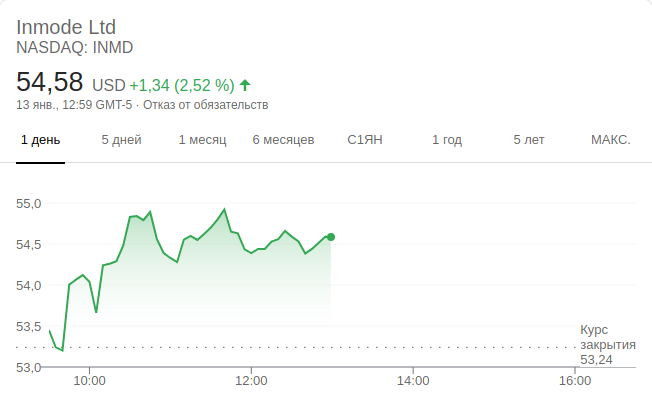 Inmode Ltd
NASDAQ: INMD
54,58 USD +1,34 (2,52 %)
13 янв., 12:59 GMT-5 · Отказ от обязательств
1 день 5 дней 1 месяц 6 месяцев С1ЯН 1 год 5 лет МАКС.
55,0
54,5
54,0
53,5
Курс
закрытия
53,24
53,0
10:00 12:00 14:00 16:00